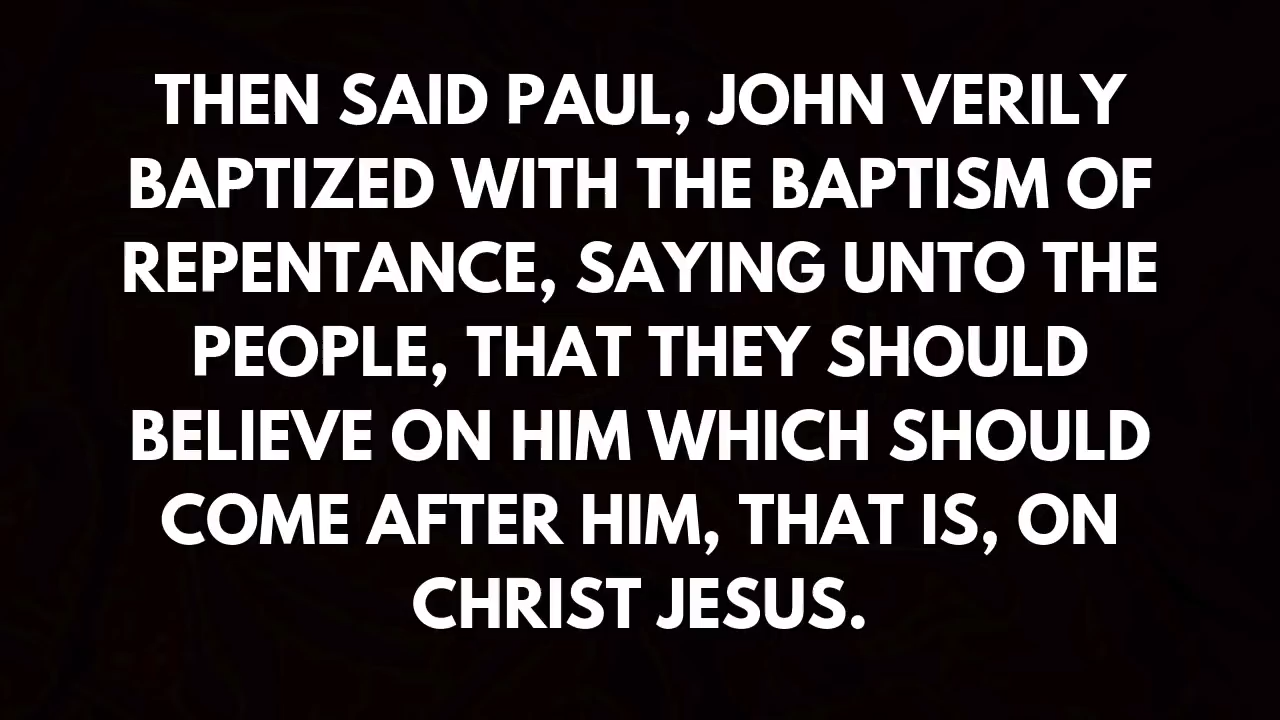 THEN SAID PAUL, JOHN VERILY
BAPTIZED WITH THE BAPTISM OF
REPENTANCE, SAYING UNTO THE
PEOPLE, THAT THEY SHOULD
BELIEVE ON HIM WHICH SHOULD
COME AFTER HIM, THAT IS, ON
CHRIST JESUS.